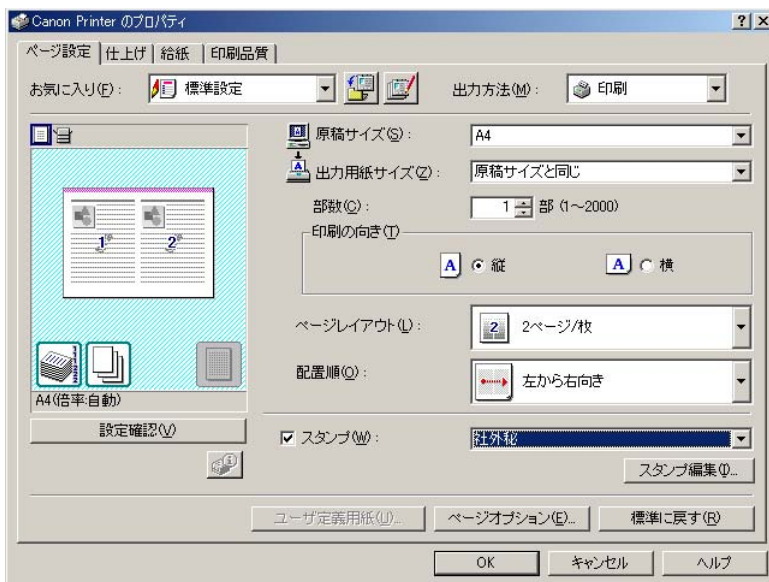 Canon Printer のプロパティ
ページ設定 仕上げ 給紙 印刷品質
お気に入り(F): 標準設定 出力方法(M): 印刷
原稿サイズ(S): A4
出力用紙サイズ(Z): 原稿サイズと同じ
部数(C): 1 部 (1～2000)
印刷の向き(T)
A 縦 A 横
1 2
ページレイアウト(L): 2 2ページ/枚
配置順(O): 左から右向き
A4(倍率:自動)
設定確認(V)
スタンプ(W): 社外秘
スタンプ編集(I)...
ユーザ定義用紙(U)... ページオプション(E)... 標準に戻す(R)
OK キャンセル ヘルプ